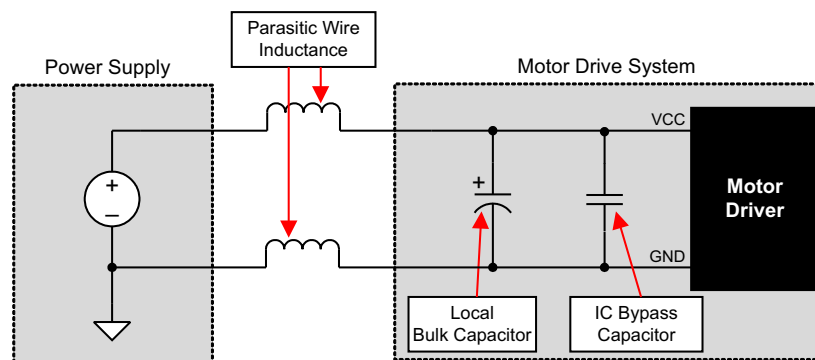 Parasitic Wire
Inductance
Power Supply
Motor Drive System
VCC
+
–
+
Motor
Driver
GND
Local
Bulk Capacitor
IC Bypass
Capacitor